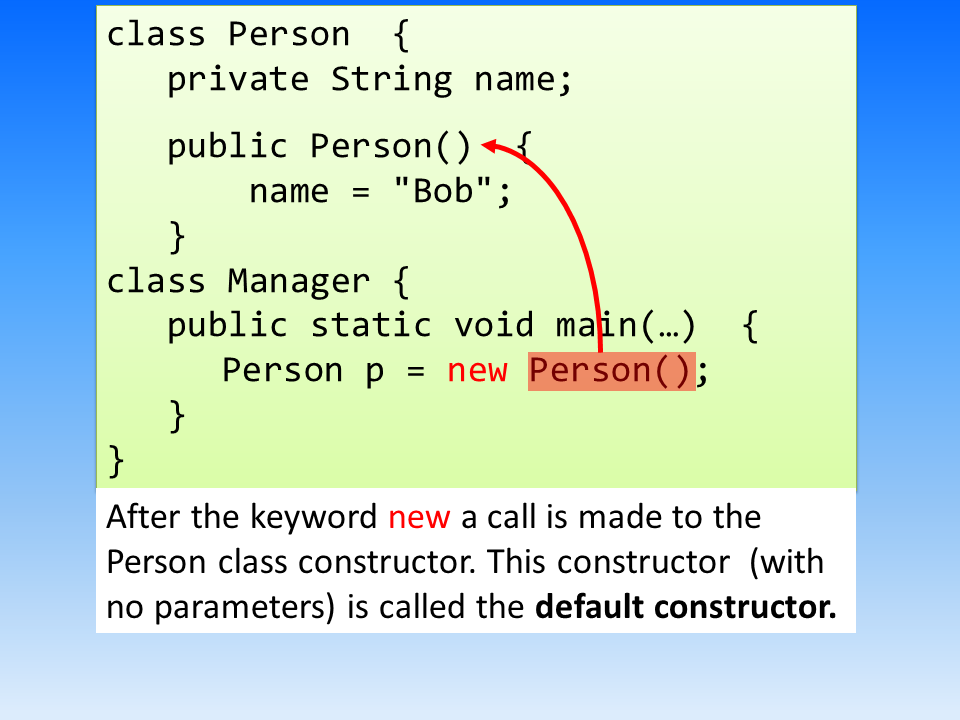 class Person  {
   private String name;
   public Person()  {
       name = "Bob";
   }
class Manager {
   public static void main(…)  {
      Person p = new Person();
   }
}
After the keyword new a call is made to the
Person class constructor. This constructor  (with
no parameters) is called the default constructor.